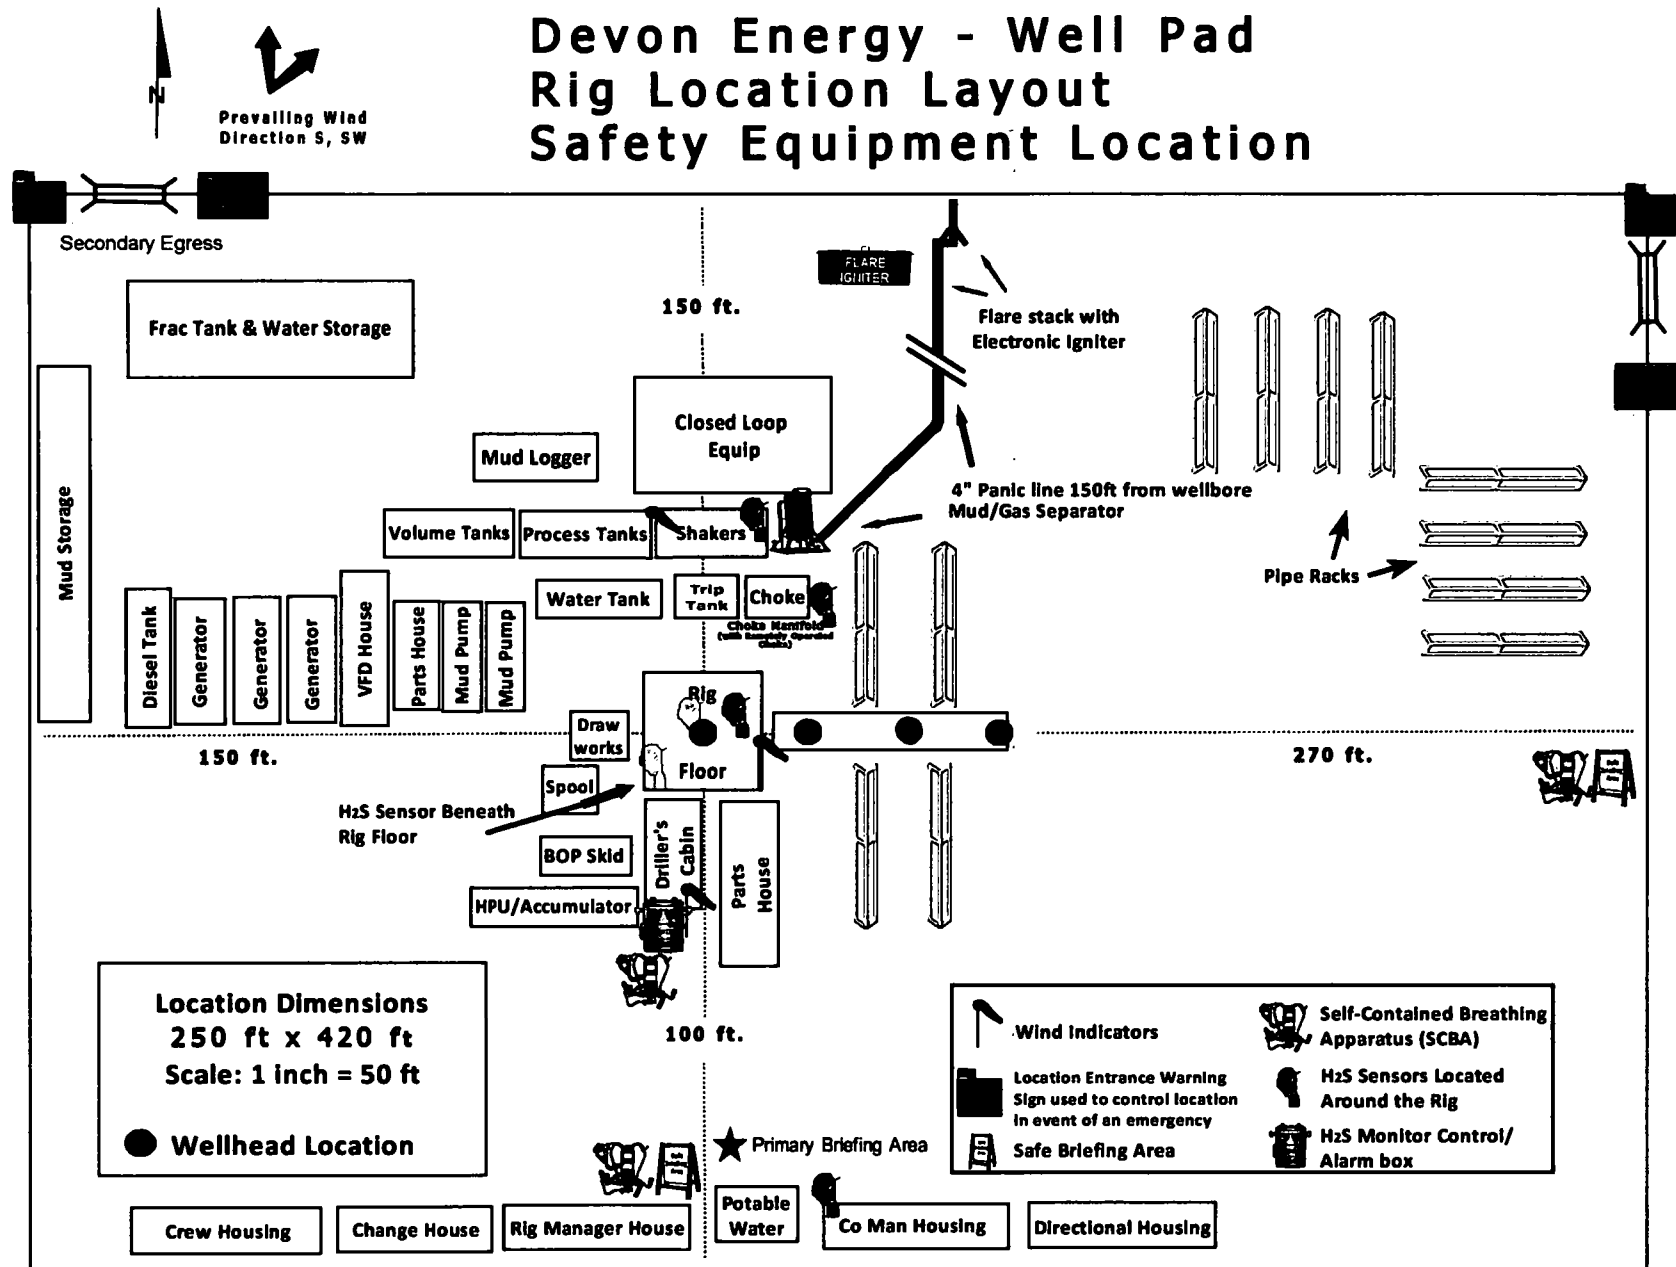 Devon Energy - Well Pad
Rig Location Layout
Safety Equipment Location
N
Prevailing Wind
Direction S, SW
Secondary Egress
FLARE
IGNITER
150 ft.
Flare stack with
Electronic Igniter
Frac Tank & Water Storage
Closed Loop
Equip
Mud Logger
4" Panic line 150ft from wellbore
Mud/Gas Separator
Mud Storage
Volume Tanks
Process Tanks
Shakers
Pipe Racks
Water Tank
Trip
Tank
Choke
Choke Manifold
(with Remotely Operated
Choke)
Diesel Tank
Generator
Generator
Generator
VFD House
Parts House
Mud Pump
Mud Pump
Rig
Floor
Draw
works
150 ft.
270 ft.
Spool
H2S Sensor Beneath
Rig Floor
Driller's
Cabin
Parts
House
BOP Skid
HPU/Accumulator
Location Dimensions
250 ft x 420 ft
Scale: 1 inch = 50 ft
Wellhead Location
100 ft.
Wind Indicators
Location Entrance Warning
Sign used to control location
in event of an emergency
Safe Briefing Area
Self-Contained Breathing
Apparatus (SCBA)
H2S Sensors Located
Around the Rig
H2S Monitor Control/
Alarm box
Primary Briefing Area
Crew Housing
Change House
Rig Manager House
Potable
Water
Co Man Housing
Directional Housing